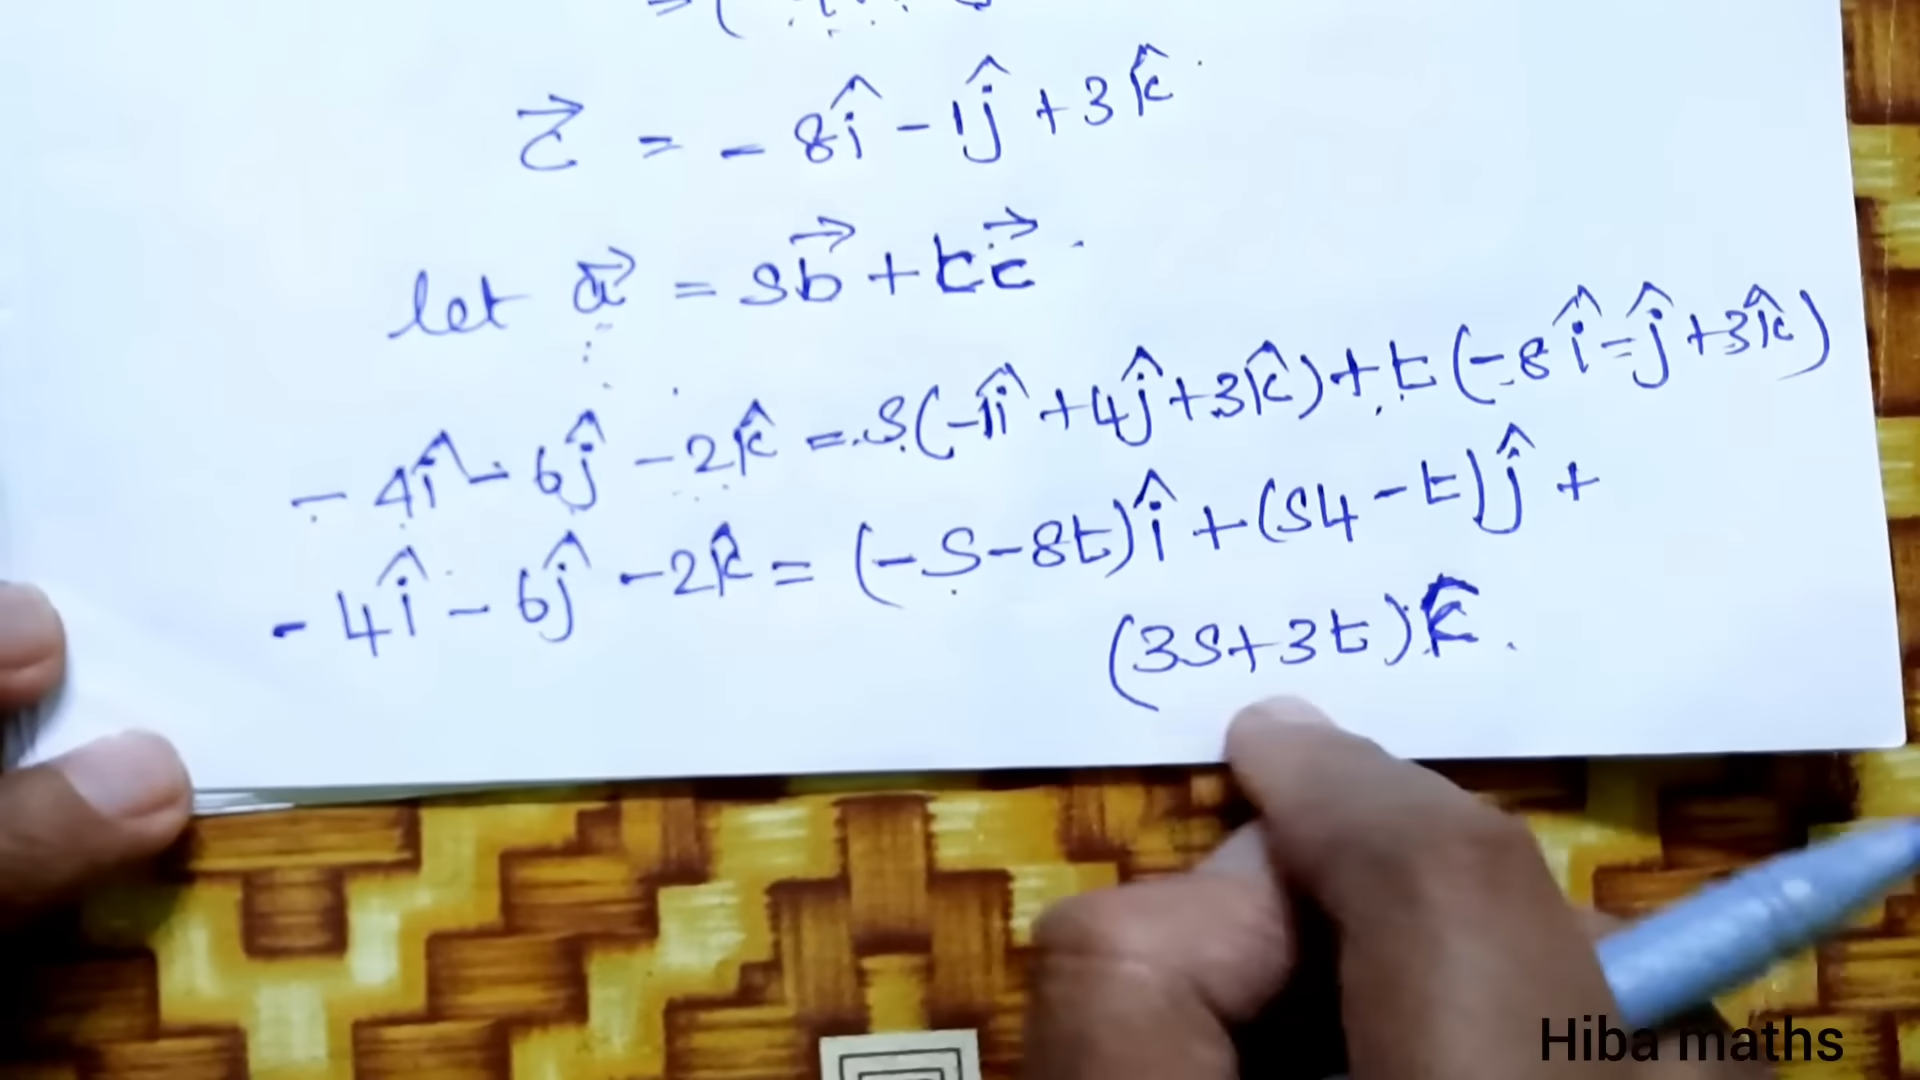 c⃗ = - 8î - 1ĵ + 3k̂
let a⃗ = sb⃗ + tc⃗
- 4î - 6ĵ - 2k̂ = s(-1î + 4ĵ + 3k̂) + t(-8î - ĵ + 3k̂)
- 4î - 6ĵ - 2k̂ = (-s - 8t)î + (s4 - t)ĵ +
(3s + 3t)k̂.
Hiba maths